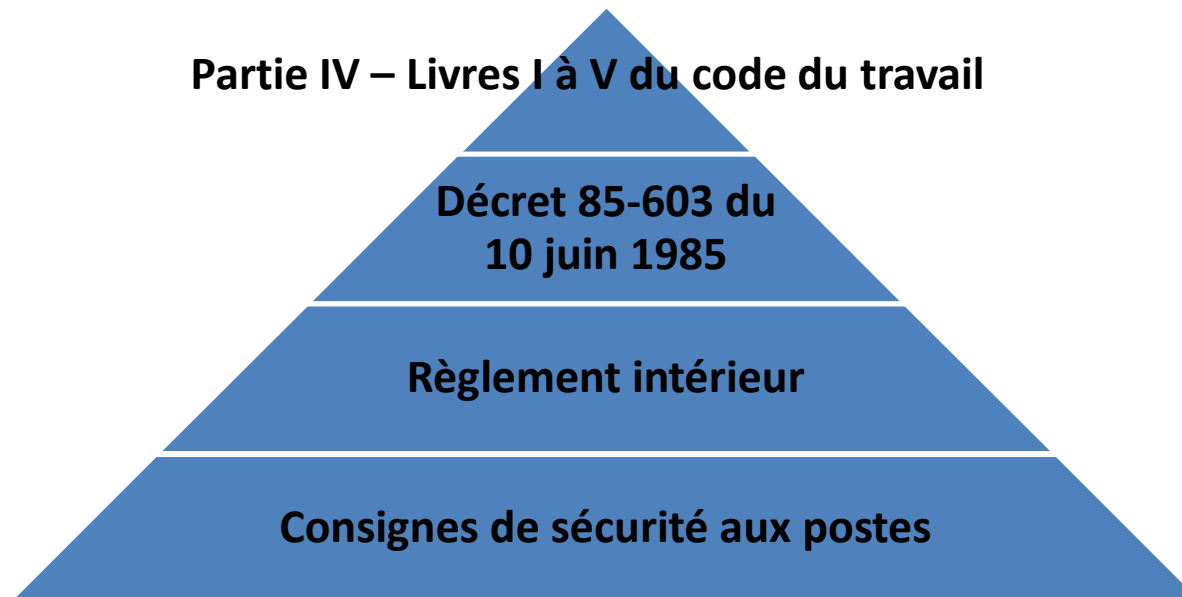 Partie IV – Livres I à V du code du travail
Décret 85-603 du
10 juin 1985
Règlement intérieur
Consignes de sécurité aux postes